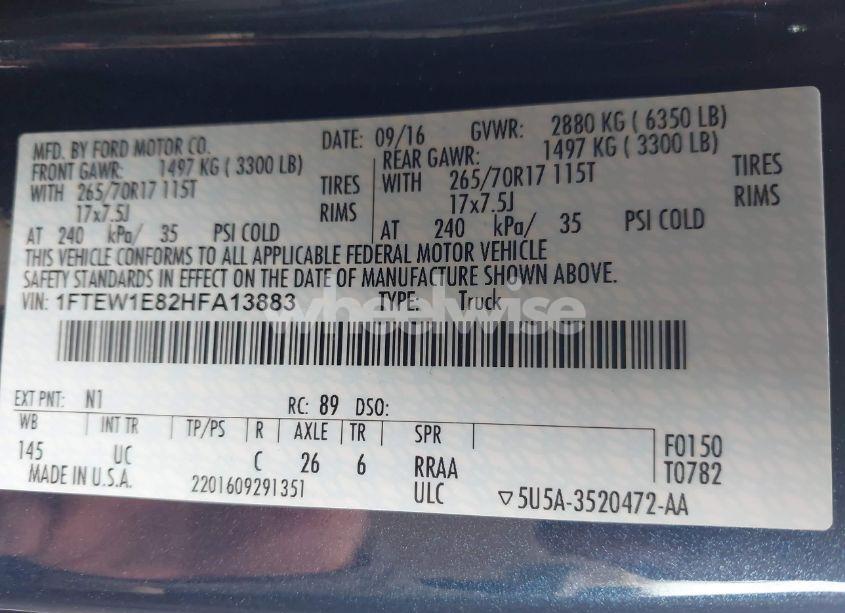 MFD. BY FORD MOTOR CO. DATE: 09/16 GVWR: 2880 KG ( 6350 LB)
FRONT GAWR: 1497 KG ( 3300 LB) REAR GAWR: 1497 KG ( 3300 LB)
WITH 265/70R17 115T TIRES WITH 265/70R17 115T TIRES
17x7.5J RIMS 17x7.5J RIMS
AT 240 kPa/ 35 PSI COLD AT 240 kPa/ 35 PSI COLD
THIS VEHICLE CONFORMS TO ALL APPLICABLE FEDERAL MOTOR VEHICLE
SAFETY STANDARDS IN EFFECT ON THE DATE OF MANUFACTURE SHOWN ABOVE.
VIN: 1FTEW1E82HFA13883 TYPE: Truck
wheelwise
EXT PNT: N1 RC: 89 DSO:
WB INT TR TP/PS R AXLE TR SPR
145 UC C 26 6 RRAA F0150
MADE IN U.S.A. 2201609291351 ULC T0782
▽5U5A-3520472-AA